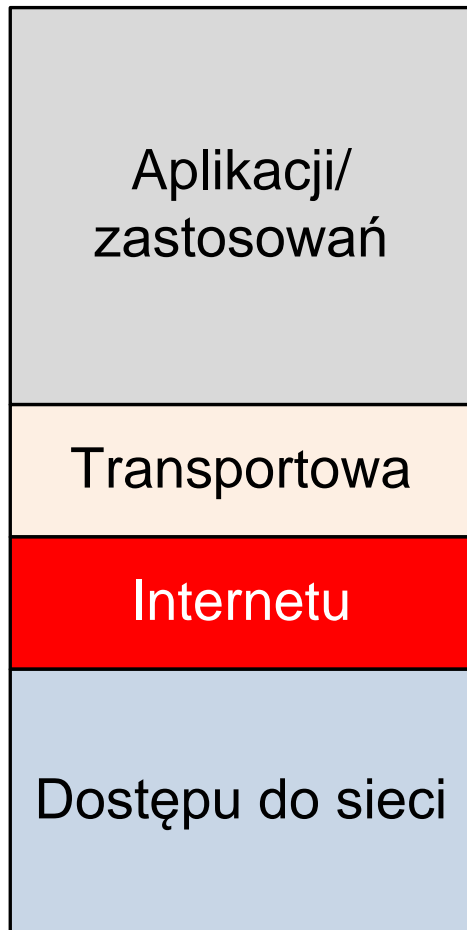 Aplikacji/
zastosowań
Transportowa
Internetu
Dostępu do sieci